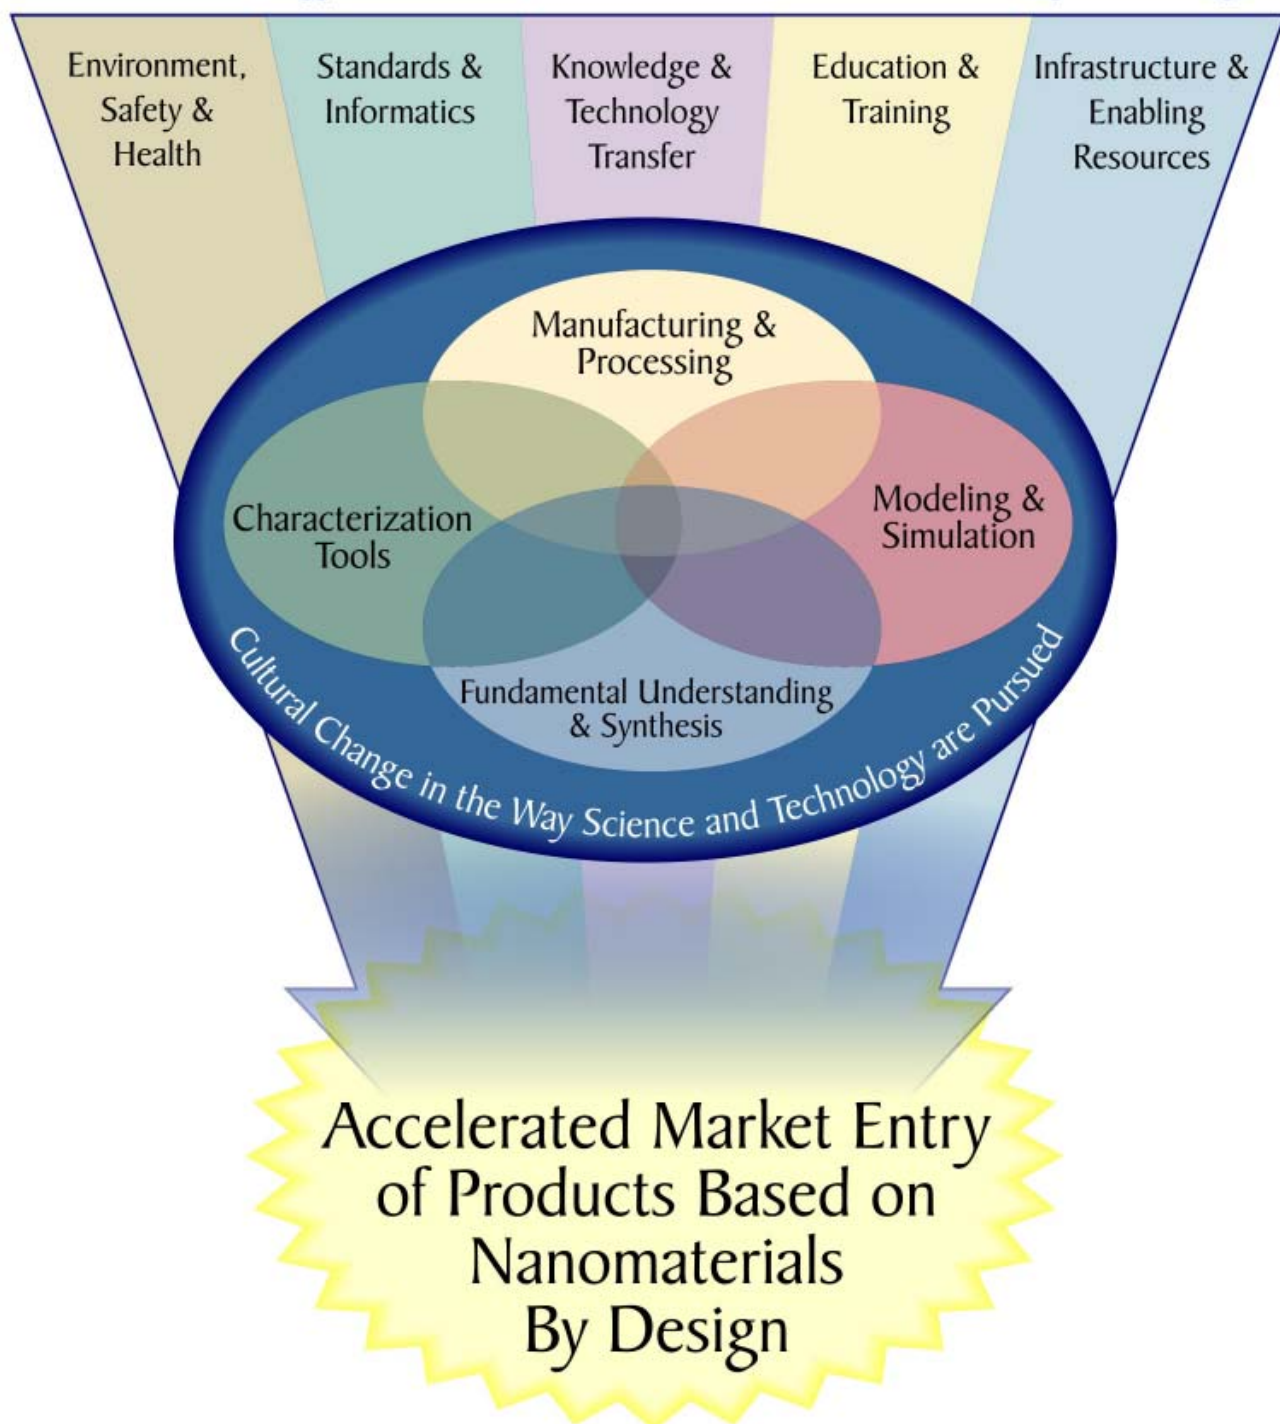 Environment,
Safety &
Health
Standards &
Informatics
Knowledge &
Technology
Transfer
Education &
Training
Infrastructure &
Enabling
Resources
Manufacturing &
Processing
Characterization
Tools
Modeling &
Simulation
Fundamental Understanding
& Synthesis
Cultural Change in the Way Science and Technology are Pursued
Accelerated Market Entry
of Products Based on
Nanomaterials
By Design